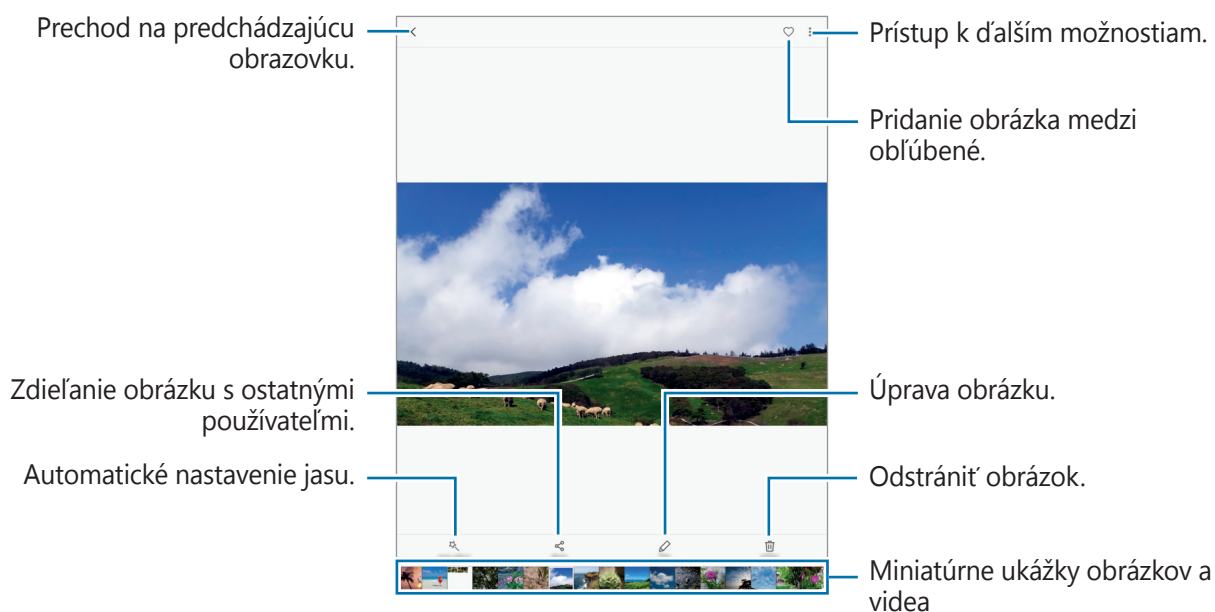 Prechod na predchádzajúcu
obrazovku.
Prístup k ďalším možnostiam.
Pridanie obrázka medzi
obľúbené.
Zdieľanie obrázku s ostatnými
používateľmi.
Úprava obrázku.
Automatické nastavenie jasu.
Odstrániť obrázok.
Miniatúrne ukážky obrázkov a
videa